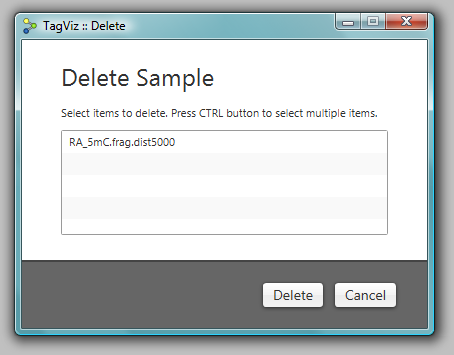 TagViz :: Delete
Delete Sample
Select items to delete. Press CTRL button to select multiple items.
RA_5mC.frag.dist5000
Delete Cancel